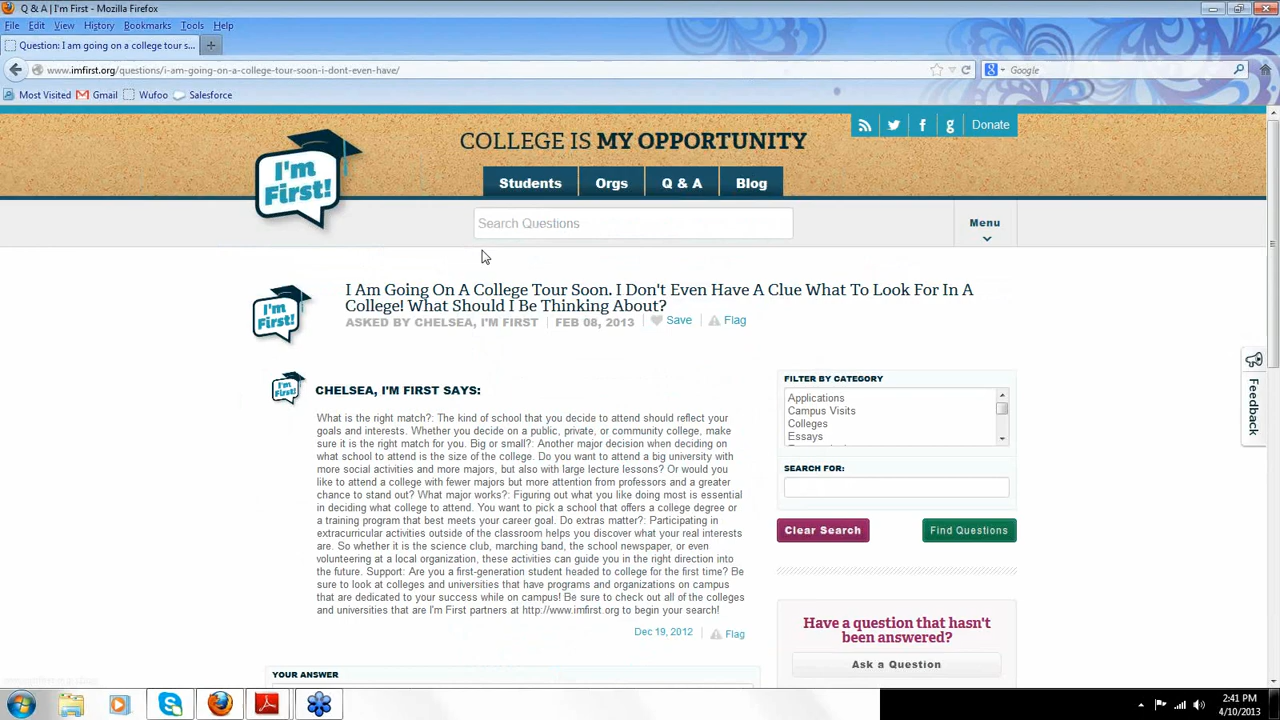 Q & A | I'm First - Mozilla Firefox
File Edit View History Bookmarks Tools Help
Question: I am going on a college tour s...
www.imfirst.org/questions/i-am-going-on-a-college-tour-soon-i-dont-even-have/
Google
Most Visited Gmail Wufoo Salesforce
I'm First!
COLLEGE IS MY OPPORTUNITY
g Donate
Students Orgs Q & A Blog
Search Questions
Menu
I'm First!
I Am Going On A College Tour Soon. I Don't Even Have A Clue What To Look For In A
College! What Should I Be Thinking About?
ASKED BY CHELSEA, I'M FIRST | FEB 08, 2013 | Save | Flag
I'm First!
CHELSEA, I'M FIRST SAYS:
What is the right match?: The kind of school that you decide to attend should reflect your
goals and interests. Whether you decide on a public, private, or community college, make
sure it is the right match for you. Big or small?: Another major decision when deciding on
what school to attend is the size of the college. Do you want to attend a big university with
more social activities and more majors, but also with large lecture lessons? Or would you
like to attend a college with fewer majors but more attention from professors and a greater
chance to stand out? What major works?: Figuring out what you like doing most is essential
in deciding what college to attend. You want to pick a school that offers a college degree or
a training program that best meets your career goal. Do extras matter?: Participating in
extracurricular activities outside of the classroom helps you discover what your real interests
are. So whether it is the science club, marching band, the school newspaper, or even
volunteering at a local organization, these activities can guide you in the right direction into
the future. Support: Are you a first-generation student headed to college for the first time? Be
sure to look at colleges and universities that have programs and organizations on campus
that are dedicated to your success while on campus! Be sure to check out all of the colleges
and universities that are I'm First partners at http://www.imfirst.org to begin your search!
Dec 19, 2012 | Flag
YOUR ANSWER
FILTER BY CATEGORY
Applications
Campus Visits
Colleges
Essays
SEARCH FOR:
Clear Search Find Questions
Have a question that hasn't
been answered?
Ask a Question
Feedback
2:41 PM
4/10/2013